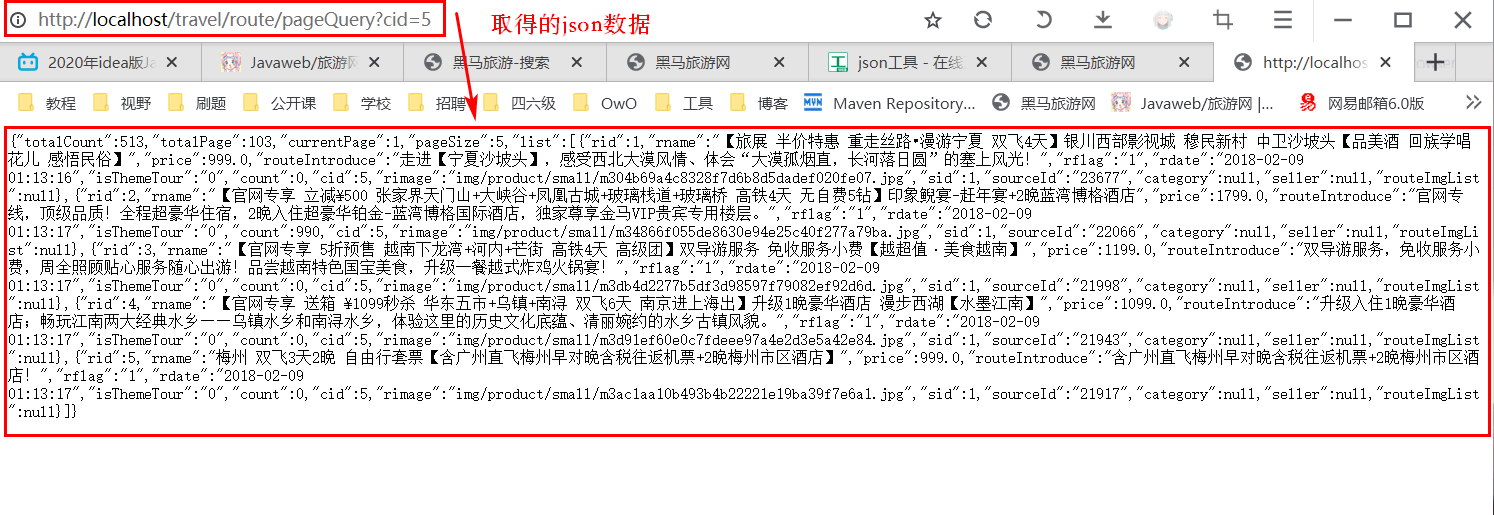 http://localhost/travel/route/pageQuery?cid=5
取得的json数据
2020年idea版Ja
Javaweb/旅游网
黑马旅游-搜索
黑马旅游网
json工具 - 在线
黑马旅游网
http://localhos
教程 视野 刷题 公开课 学校 招聘 四六级 OwO 工具 博客 Maven Repository... 黑马旅游网 Javaweb/旅游网 |... 网易邮箱6.0版
{"totalCount":513,"totalPage":103,"currentPage":1,"pageSize":5,"list":[{"rid":1,"rname":"【旅展 半价特惠 重走丝路•漫游宁夏 双飞4天】银川西部影视城 穆民新村 中卫沙坡头【品美酒 回族学唱
花儿 感悟民俗】","price":999.0,"routeIntroduce":"走进【宁夏沙坡头】，感受西北大漠风情、体会“大漠孤烟直，长河落日圆”的塞上风光！","rflag":"1","rdate":"2018-02-09
01:13:16","isThemeTour":"0","count":0,"cid":5,"rimage":"img/product/small/m304b69a4c8328f7d6b8d5dadef020fe07.jpg","sid":1,"sourceId":"23677","category":null,"seller":null,"routeImgLis
t":null},{"rid":2,"rname":"【官网专享 立减¥500 张家界天门山+大峡谷+凤凰古城+玻璃栈道+玻璃桥 高铁4天 无自费5钻】印象鲵宴-赶年宴+2晚蓝湾博格酒店","price":1799.0,"routeIntroduce":"官网专
线，顶级品质！全程超豪华住宿，2晚入住超豪华铂金-蓝湾博格国际酒店，独家尊享金马VIP贵宾专用楼层。","rflag":"1","rdate":"2018-02-09
01:13:17","isThemeTour":"0","count":990,"cid":5,"rimage":"img/product/small/m34866f055de8630e94e25c40f277a79ba.jpg","sid":1,"sourceId":"22066","category":null,"seller":null,"routeImgLi
st":null},{"rid":3,"rname":"【官网专享 5折预售 越南下龙湾+河内+芒街 高铁4天 高级团】双导游服务 免收服务小费【越超值·美食越南】","price":1199.0,"routeIntroduce":"双导游服务，免收服务小
费，周全照顾贴心服务随心出游！品尝越南特色国宝美食，升级一餐越式炸鸡火锅宴！","rflag":"1","rdate":"2018-02-09
01:13:17","isThemeTour":"0","count":0,"cid":5,"rimage":"img/product/small/m3db4d2277b5df3d98597f79082ef92d6d.jpg","sid":1,"sourceId":"21998","category":null,"seller":null,"routeImgList
":null},{"rid":4,"rname":"【官网专享 送箱 ¥1099秒杀 华东五市+乌镇+南浔 双飞6天 南京进上海出】升级1晚豪华酒店 漫步西湖【水墨江南】","price":1099.0,"routeIntroduce":"升级入住1晚豪华酒
店；畅玩江南两大经典水乡——乌镇水乡和南浔水乡，体验这里的历史文化底蕴、清丽婉约的水乡古镇风貌。","rflag":"1","rdate":"2018-02-09
01:13:17","isThemeTour":"0","count":0,"cid":5,"rimage":"img/product/small/m3d91ef60e0c7fdeee97a4e2d3e5a42e84.jpg","sid":1,"sourceId":"21943","category":null,"seller":null,"routeImgList
":null},{"rid":5,"rname":"梅州 双飞3天2晚 自由行套票【含广州直飞梅州早对晚含税往返机票+2晚梅州市区酒店】","price":999.0,"routeIntroduce":"含广州直飞梅州早对晚含税往返机票+2晚梅州市区酒
店！","rflag":"1","rdate":"2018-02-09
01:13:17","isThemeTour":"0","count":0,"cid":5,"rimage":"img/product/small/m3ac1aa10b493b4b22221e19ba39f7e6a1.jpg","sid":1,"sourceId":"21917","category":null,"seller":null,"routeImgList
":null}]}